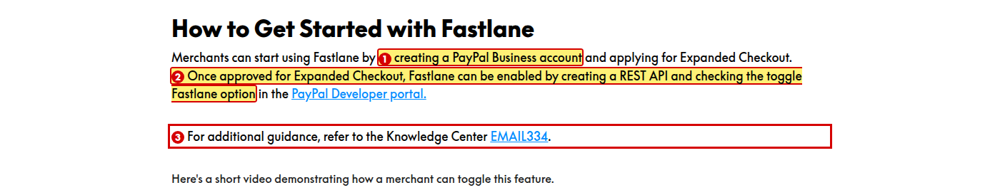 How to Get Started with Fastlane
Merchants can start using Fastlane by 1 creating a PayPal Business account and applying for Expanded Checkout.
2 Once approved for Expanded Checkout, Fastlane can be enabled by creating a REST API and checking the toggle
Fastlane option in the PayPal Developer portal.
3 For additional guidance, refer to the Knowledge Center EMAIL334.
Here's a short video demonstrating how a merchant can toggle this feature.